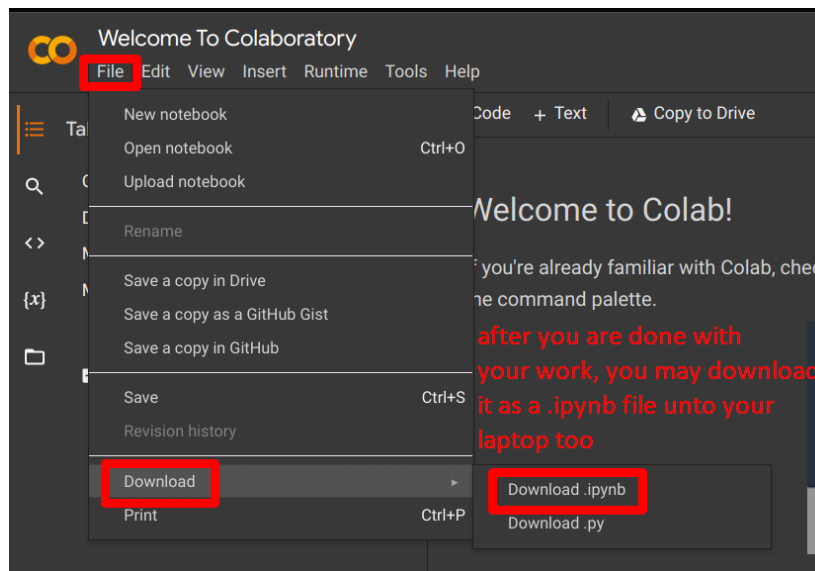 Welcome To Colaboratory
File Edit View Insert Runtime Tools Help
Code + Text Copy to Drive
New notebook
Open notebook Ctrl+O
Upload notebook
Rename
Save a copy in Drive
Save a copy as a GitHub Gist
Save a copy in GitHub
Save Ctrl+S
Revision history
Download
Print Ctrl+P
Download .ipynb
Download .py
Welcome to Colab!
you're already familiar with Colab,
command palette.
after you are done with
your work, you may download
it as a .ipynb file unto your
laptop too
{x}